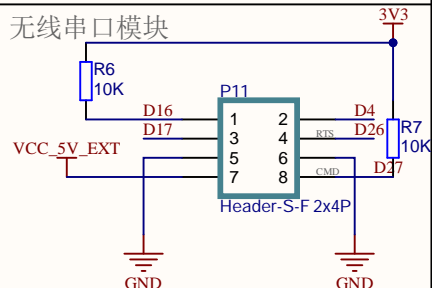 无线串口模块
3V3
R6
10K
P11
D16
1
2
D4
D17
3
4
RTS
D26
R7
10K
VCC_5V_EXT
5
6
7
8
CMD
D27
Header-S-F 2x4P
GND
GND